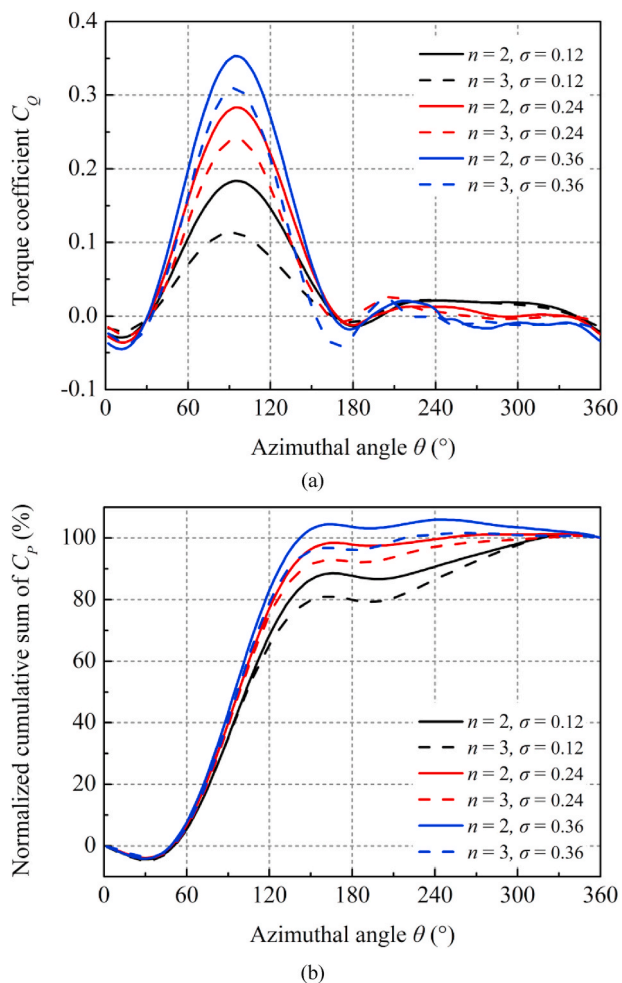 Torque coefficient C_Q
0.4
0.3
0.2
0.1
0.0
-0.1
n = 2, σ = 0.12
n = 3, σ = 0.12
n = 2, σ = 0.24
n = 3, σ = 0.24
n = 2, σ = 0.36
n = 3, σ = 0.36
0 60 120 180 240 300 360
Azimuthal angle θ (°)
(a)
Normalized cumulative sum of C_P (%)
100
80
60
40
20
0
n = 2, σ = 0.12
n = 3, σ = 0.12
n = 2, σ = 0.24
n = 3, σ = 0.24
n = 2, σ = 0.36
n = 3, σ = 0.36
0 60 120 180 240 300 360
Azimuthal angle θ (°)
(b)